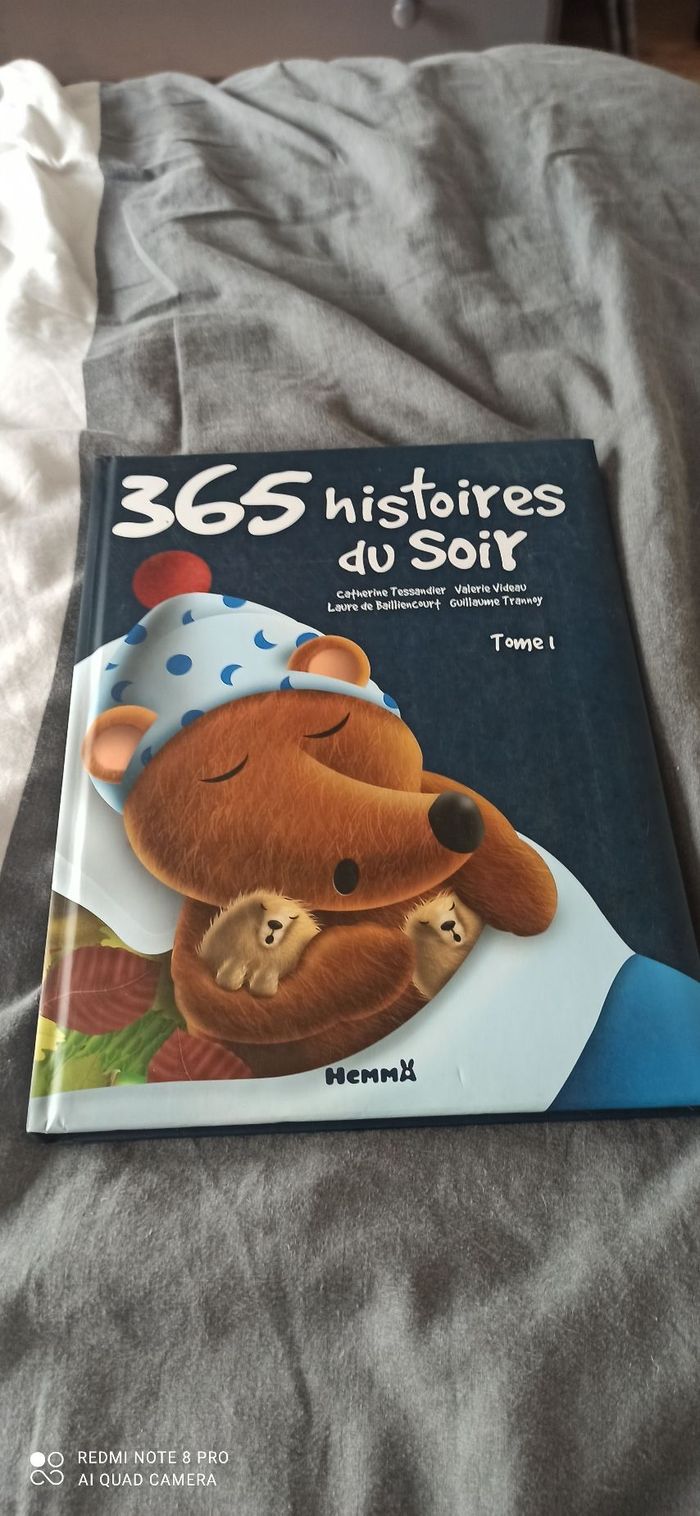 365 histoires
du soir
Catherine Tessandier Valerie Videau
Laure de Bailliencourt Guillaume Trannoy
Tome 1
Hemma
REDMI NOTE 8 PRO
AI QUAD CAMERA